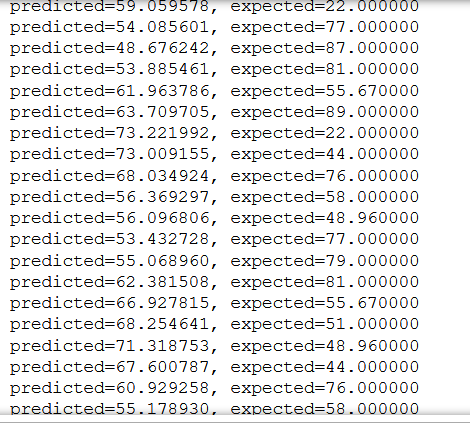 predicted=59.059578, expected=22.000000
predicted=54.085601, expected=77.000000
predicted=48.676242, expected=87.000000
predicted=53.885461, expected=81.000000
predicted=61.963786, expected=55.670000
predicted=63.709705, expected=89.000000
predicted=73.221992, expected=22.000000
predicted=73.009155, expected=44.000000
predicted=68.034924, expected=76.000000
predicted=56.369297, expected=58.000000
predicted=56.096806, expected=48.960000
predicted=53.432728, expected=77.000000
predicted=55.068960, expected=79.000000
predicted=62.381508, expected=81.000000
predicted=66.927815, expected=55.670000
predicted=68.254641, expected=51.000000
predicted=71.318753, expected=48.960000
predicted=67.600787, expected=44.000000
predicted=60.929258, expected=76.000000
predicted=55.178930, expected=58.000000